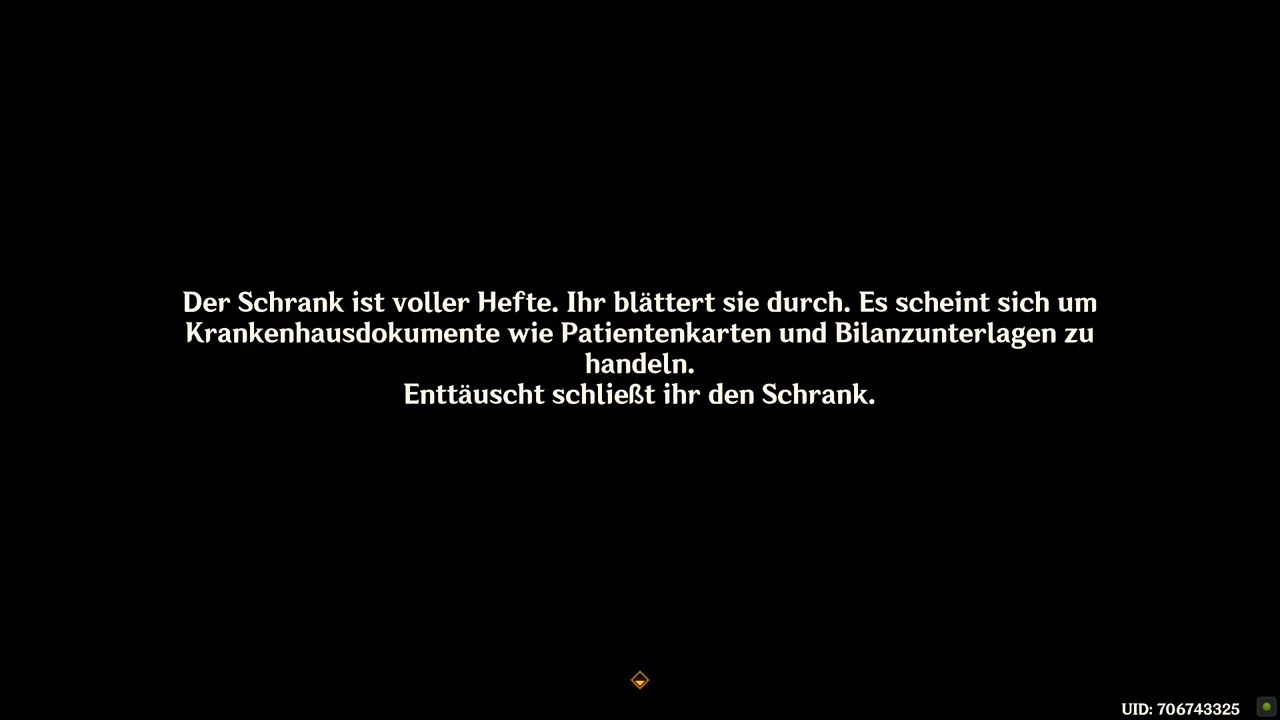 Der Schrank ist voller Hefte. Ihr blättert sie durch. Es scheint sich um
Krankenhausdokumente wie Patientenkarten und Bilanzunterlagen zu
handeln.
Enttäuscht schließt ihr den Schrank.
UID: 706743325